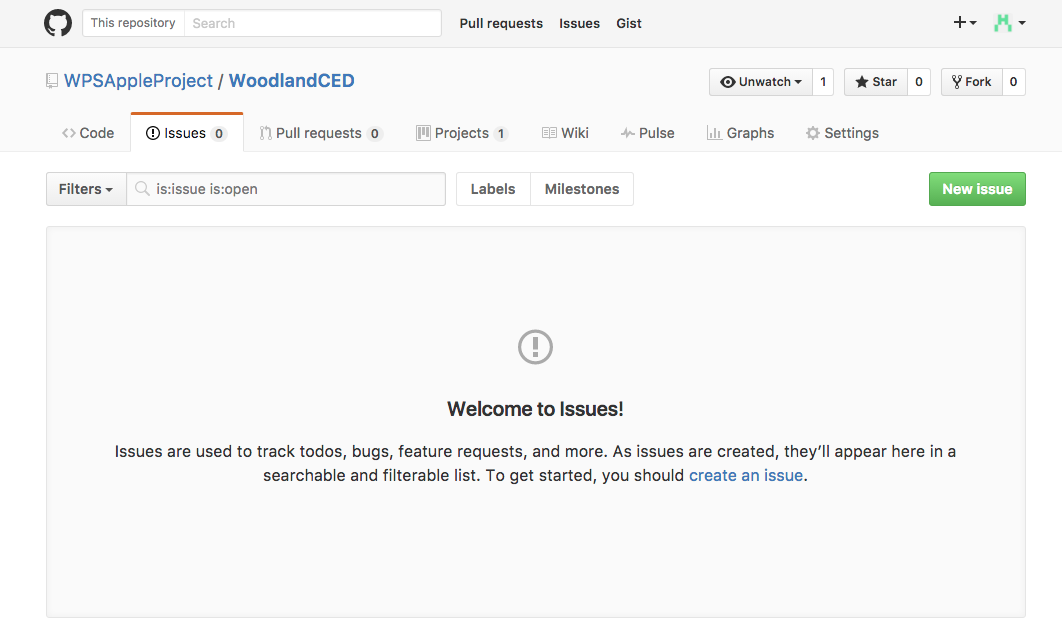 This repository Search Pull requests Issues Gist
WPSAppleProject / WoodlandCED Unwatch 1 Star 0 Fork 0
Code Issues 0 Pull requests 0 Projects 1 Wiki Pulse Graphs Settings
Filters is:issue is:open Labels Milestones New issue
Welcome to Issues!
Issues are used to track todos, bugs, feature requests, and more. As issues are created, they’ll appear here in a
searchable and filterable list. To get started, you should create an issue.